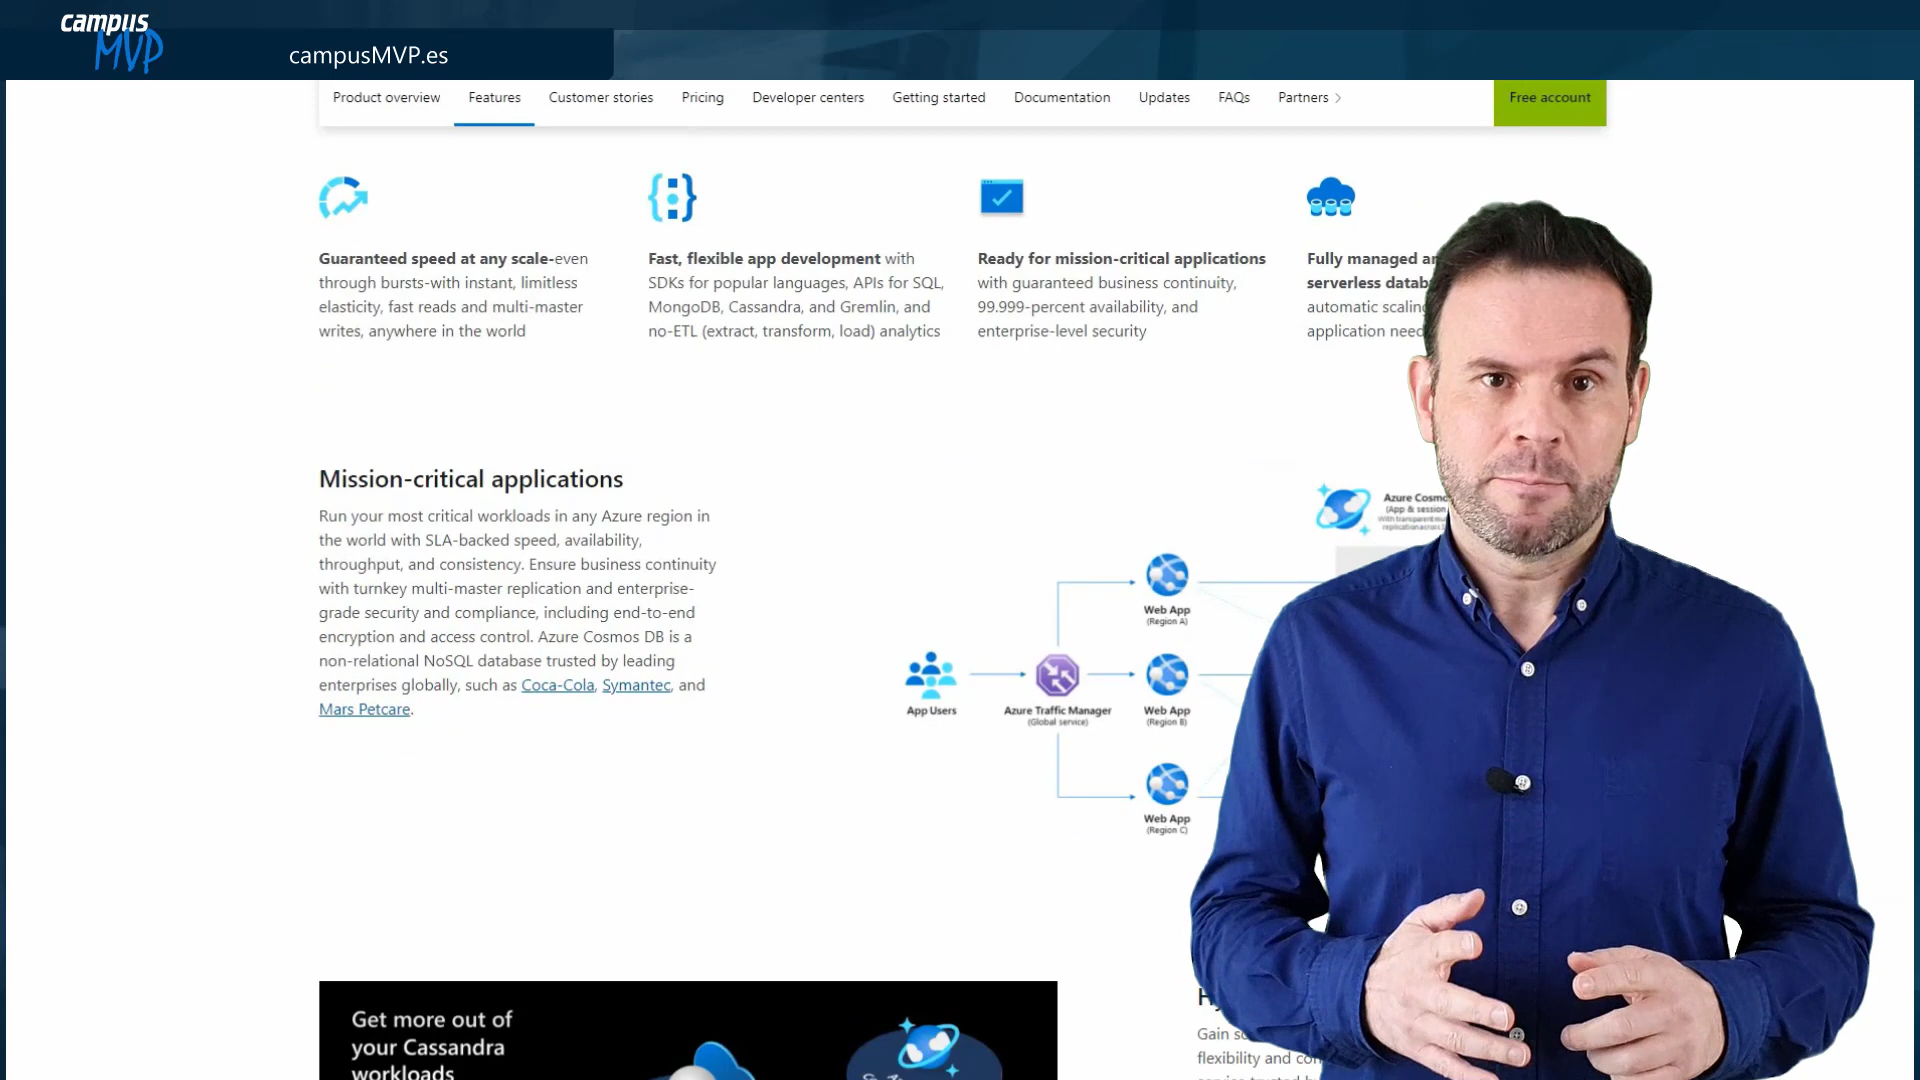 campus
MVP
campusMVP.es
Product overview
Features
Customer stories
Pricing
Developer centers
Getting started
Documentation
Updates
FAQs
Partners
Free account
Guaranteed speed at any scale-even
through bursts-with instant, limitless
elasticity, fast reads and multi-master
writes, anywhere in the world
Fast, flexible app development with
SDKs for popular languages, APIs for SQL,
MongoDB, Cassandra, and Gremlin, and
no-ETL (extract, transform, load) analytics
Ready for mission-critical applications
with guaranteed business continuity,
99.999-percent availability, and
enterprise-level security
Fully managed
serverless
automatic scaling
application
Mission-critical applications
Run your most critical workloads in any Azure region in
the world with SLA-backed speed, availability,
throughput, and consistency. Ensure business continuity
with turnkey multi-master replication and enterprise-
grade security and compliance, including end-to-end
encryption and access control. Azure Cosmos DB is a
non-relational NoSQL database trusted by leading
enterprises globally, such as Coca-Cola, Symantec, and
Mars Petcare.
Azure
(App & session
App Users
Azure Traffic Manager
(Global service)
Web App
(Region A)
Web App
(Region B)
Web App
(Region C)
Get more out of
your Cassandra
workloads
Gain
flexibility and